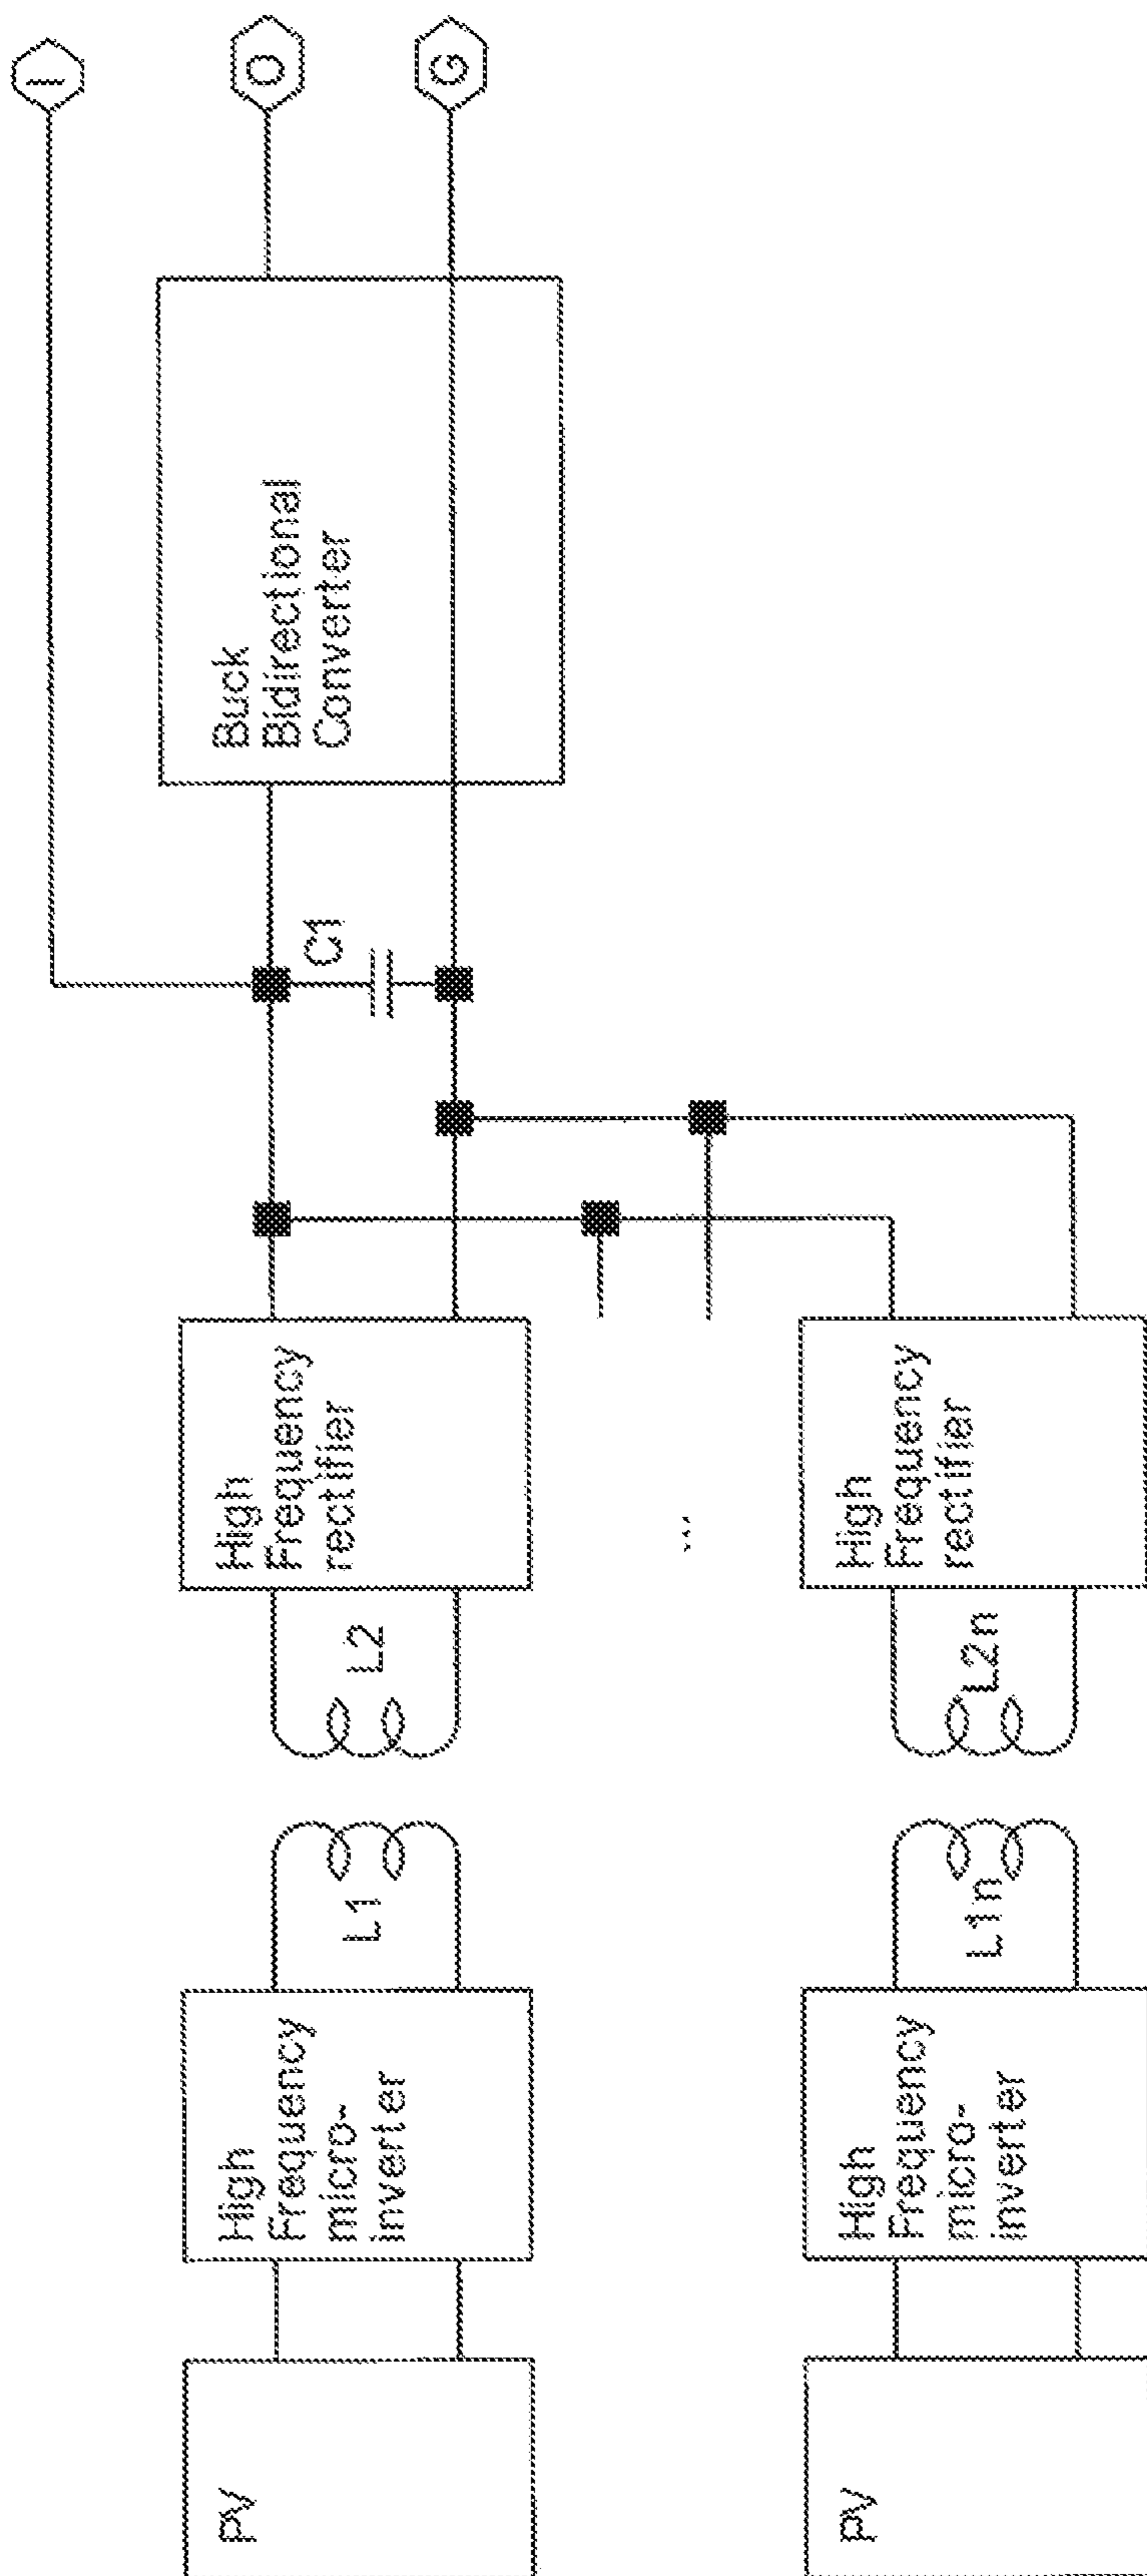 I
O
G
Buck
Bidirectional
Converter
C1
High
Frequency
rectifier
High
Frequency
rectifier
L2
L2n
L1
L1n
High
Frequency
micro-
inverter
High
Frequency
micro-
inverter
PV
PV